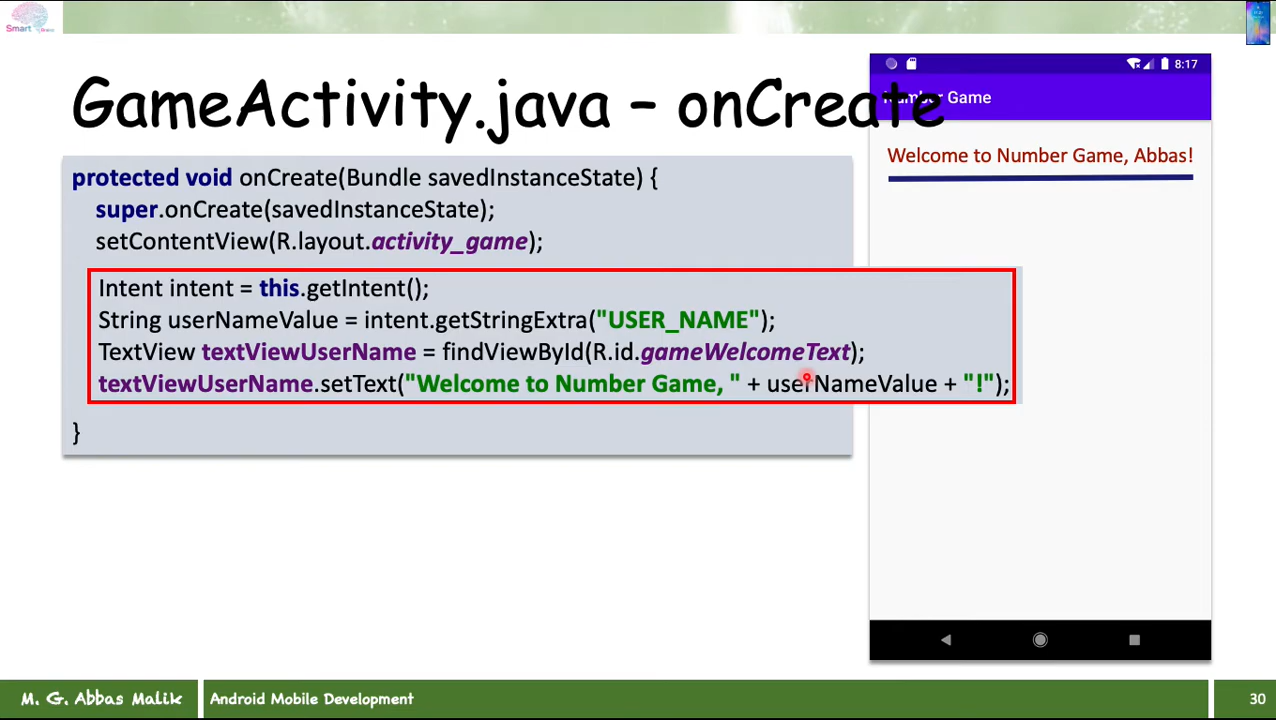 Smart
GameActivity.java – onCreate
protected void onCreate(Bundle savedInstanceState) {
super.onCreate(savedInstanceState);
setContentView(R.layout.activity_game);
Intent intent = this.getIntent();
String userNameValue = intent.getStringExtra("USER_NAME");
TextView textViewUserName = findViewById(R.id.gameWelcomeText);
textViewUserName.setText("Welcome to Number Game, " + userNameValue + "!");
}
8:17
Number Game
Welcome to Number Game, Abbas!
M. G. Abbas Malik
Android Mobile Development
30